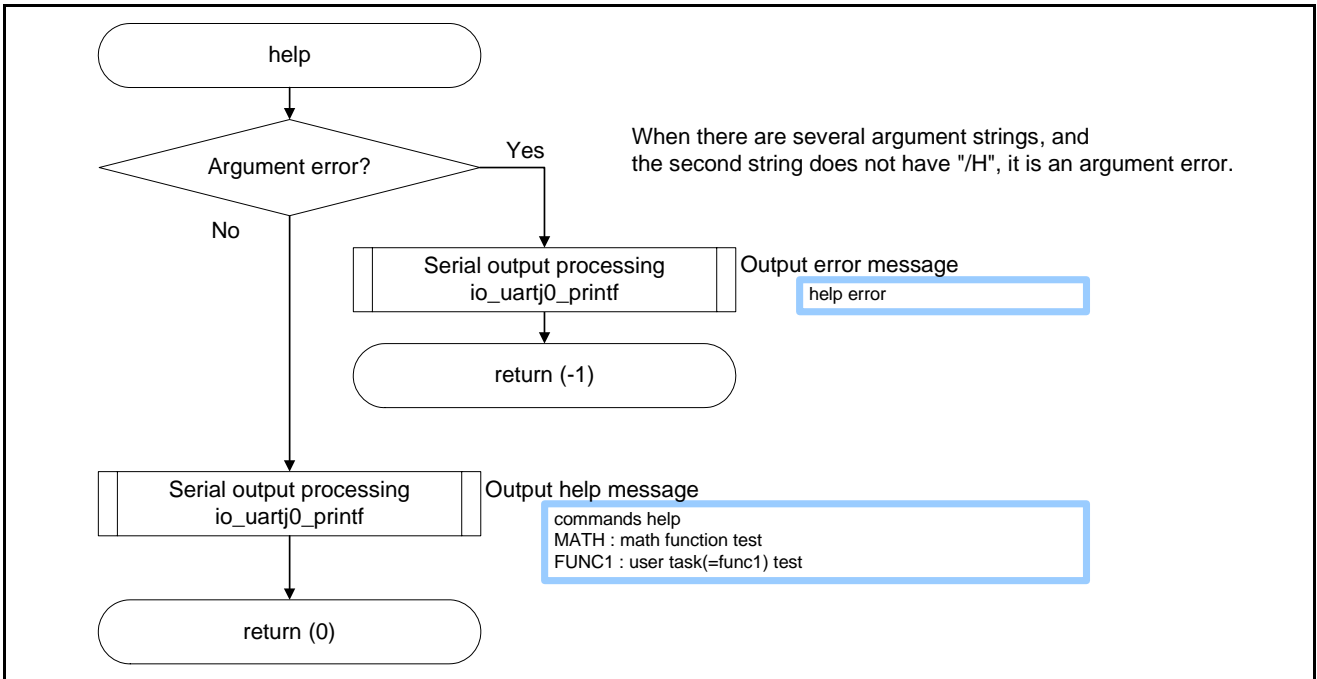 help
Argument error?
Yes
When there are several argument strings, and
the second string does not have "/H", it is an argument error.
No
Serial output processing
io_uartj0_printf
Output error message
help error
return (-1)
Serial output processing
io_uartj0_printf
Output help message
commands help
MATH : math function test
FUNC1 : user task(=func1) test
return (0)